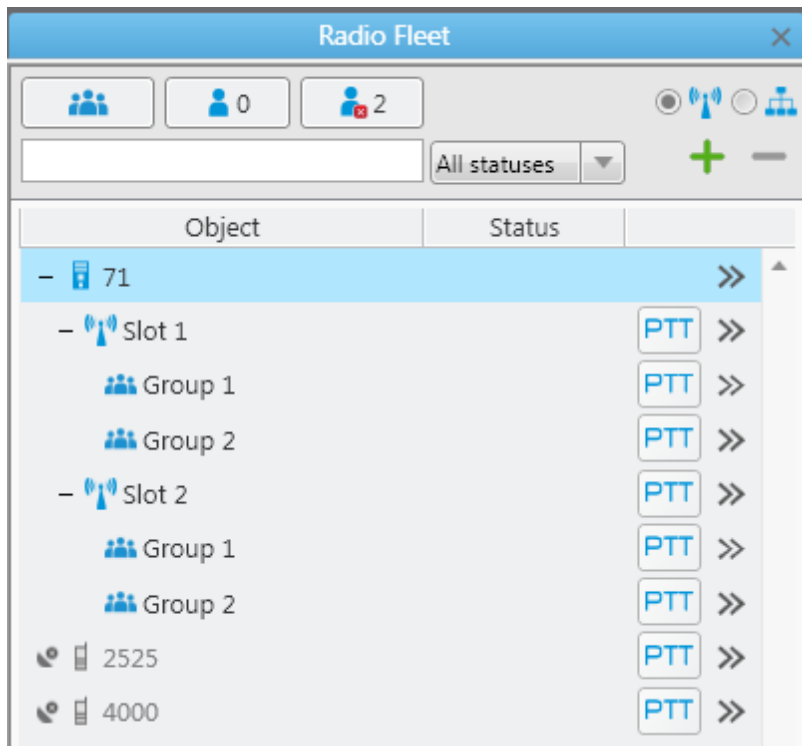 Radio Fleet
0 2
All statuses
Object Status
71
Slot 1 PTT
Group 1 PTT
Group 2 PTT
Slot 2 PTT
Group 1 PTT
Group 2 PTT
2525 PTT
4000 PTT